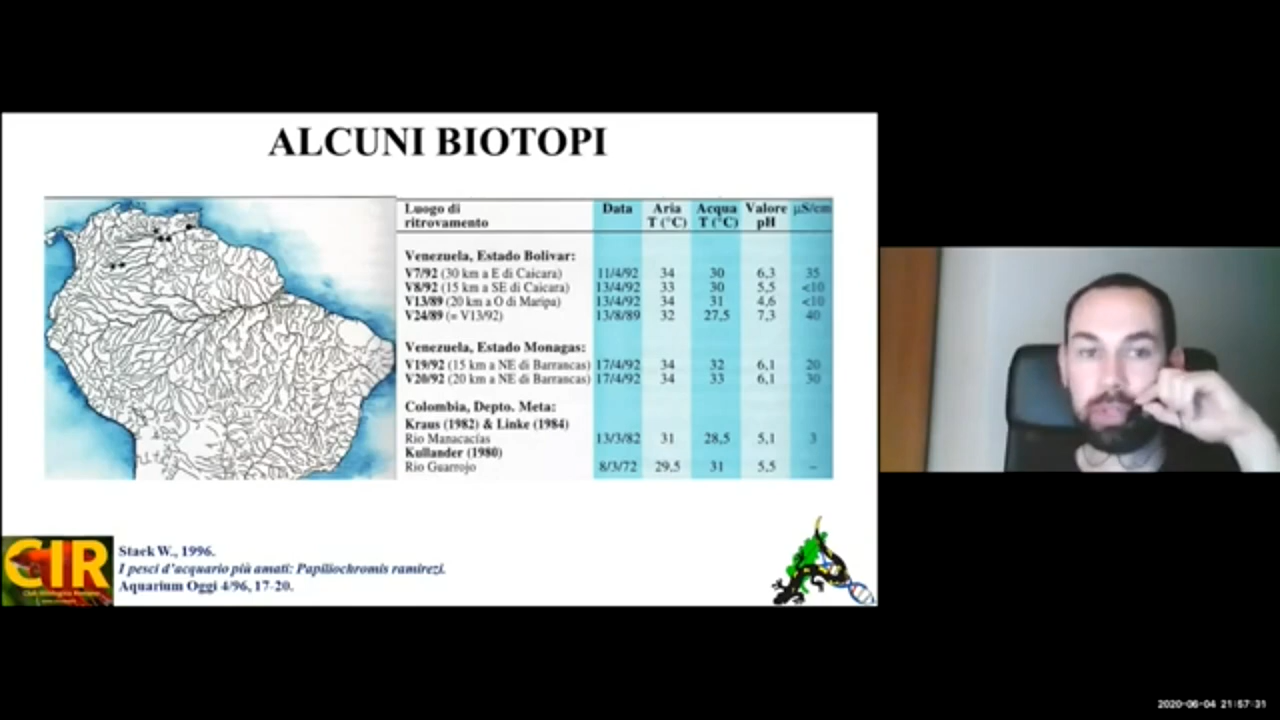 ALCUNI BIOTOPI
Luogo di ritrovamento Data Aria T (°C) Acqua T (°C) Valore pH µS/cm
Venezuela, Estado Bolivar:
V7/92 (30 km a E di Caicara) 11/4/92 34 30 6,3 35
V8/92 (15 km a SE di Caicara) 13/4/92 33 30 5,5 <10
V13/89 (20 km a O di Maripa) 13/4/92 34 31 4,6 <10
V24/89 (= V13/92) 13/8/89 32 27,5 7,3 40
Venezuela, Estado Monagas:
V19/92 (15 km a NE di Barrancas) 17/4/92 34 32 6,1 20
V20/92 (20 km a NE di Barrancas) 17/4/92 34 33 6,1 30
Colombia, Depto. Meta:
Kraus (1982) & Linke (1984)
Rio Manacacías 13/3/82 31 28,5 5,1 3
Kullander (1980)
Rio Guarrojo 8/3/72 29,5 31 5,5 –
CIR
Staek W., 1996.
I pesci d'acquario più amati: Papiliochromis ramirezi.
Aquarium Oggi 4/96, 17-20.
2020-06-04 21:57:31